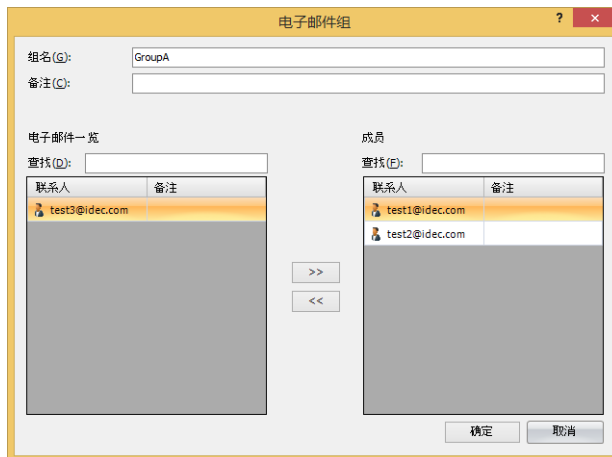 电子邮件组
? ×
组名(G): GroupA
备注(C):
电子邮件一览
查找(D):
联系人 备注
test3@idec.com
>>
<<
成员
查找(F):
联系人 备注
test1@idec.com
test2@idec.com
确定 取消